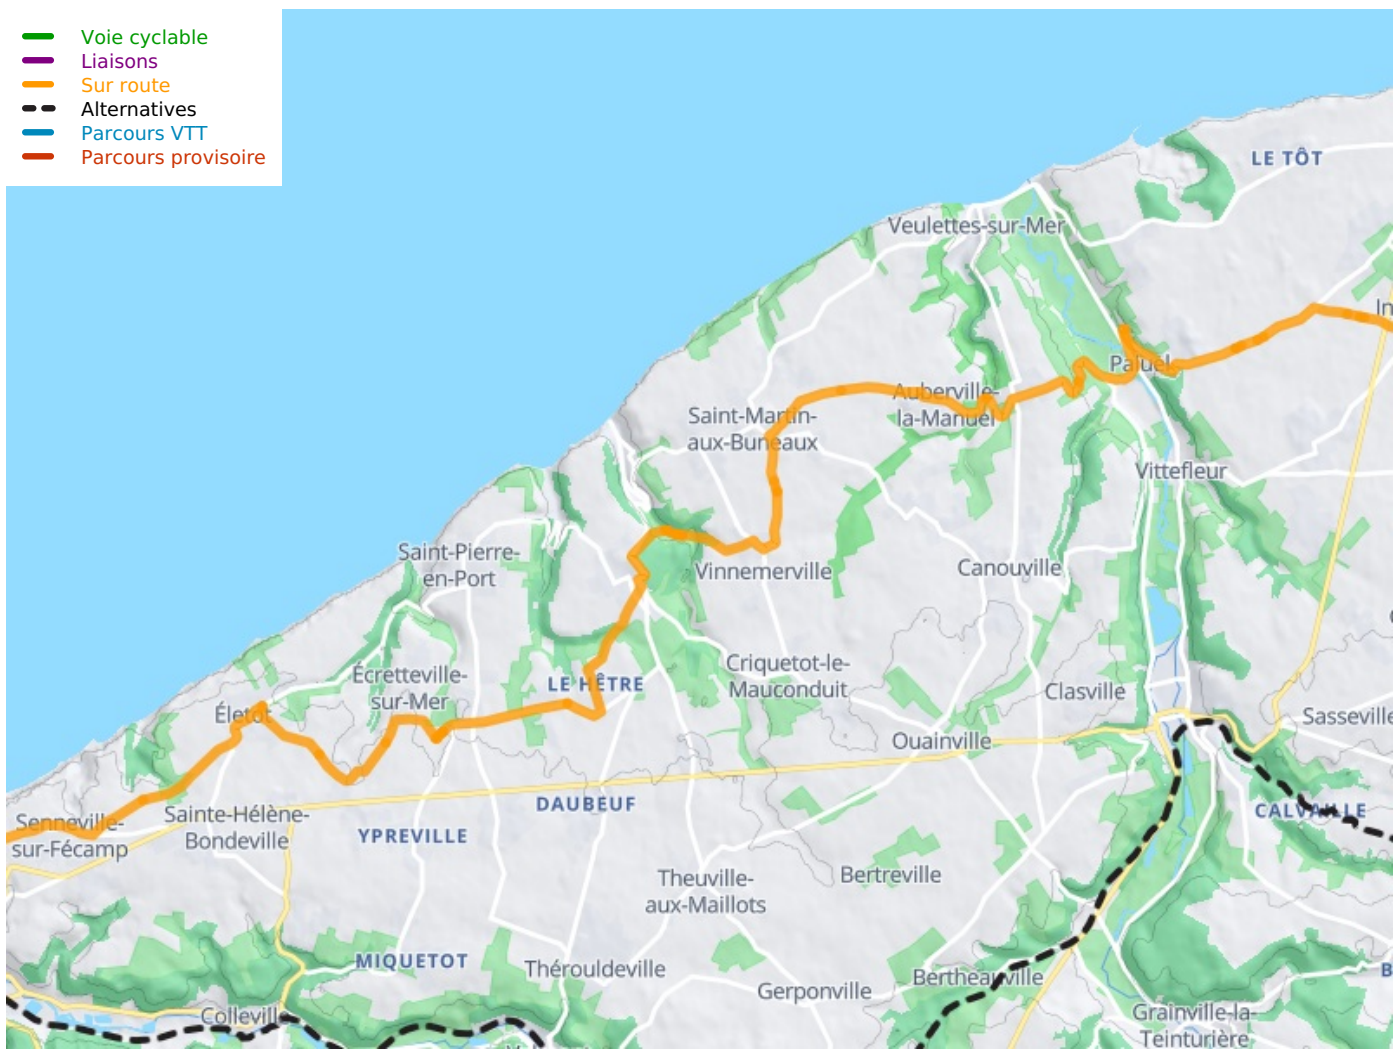 Voie cyclable
Liaisons
Sur route
Alternatives
Parcours VTT
Parcours provisoire
LE TÔT
Veulettes-sur-Mer
Paluel
Auberville-
la-Manuel
Saint-Martin-
aux-Buneaux
Vittefleur
Saint-Pierre-
en-Port
Vinnemerville
Canouville
Écretteville-
sur-Mer
LE HÊTRE
Criquetot-le-
Mauconduit
Clasville
Életot
Sasseville
Ouainville
Senneville-
sur-Fécamp
Sainte-Hélène-
Bondeville
YPREVILLE
DAUBEUF
CALVAILLE
Theuville-
aux-Maillots
Bertreville
MIQUETOT
Thérouldeville
Bertheauville
Gerponville
Colleville
Grainville-la-
Teinturière